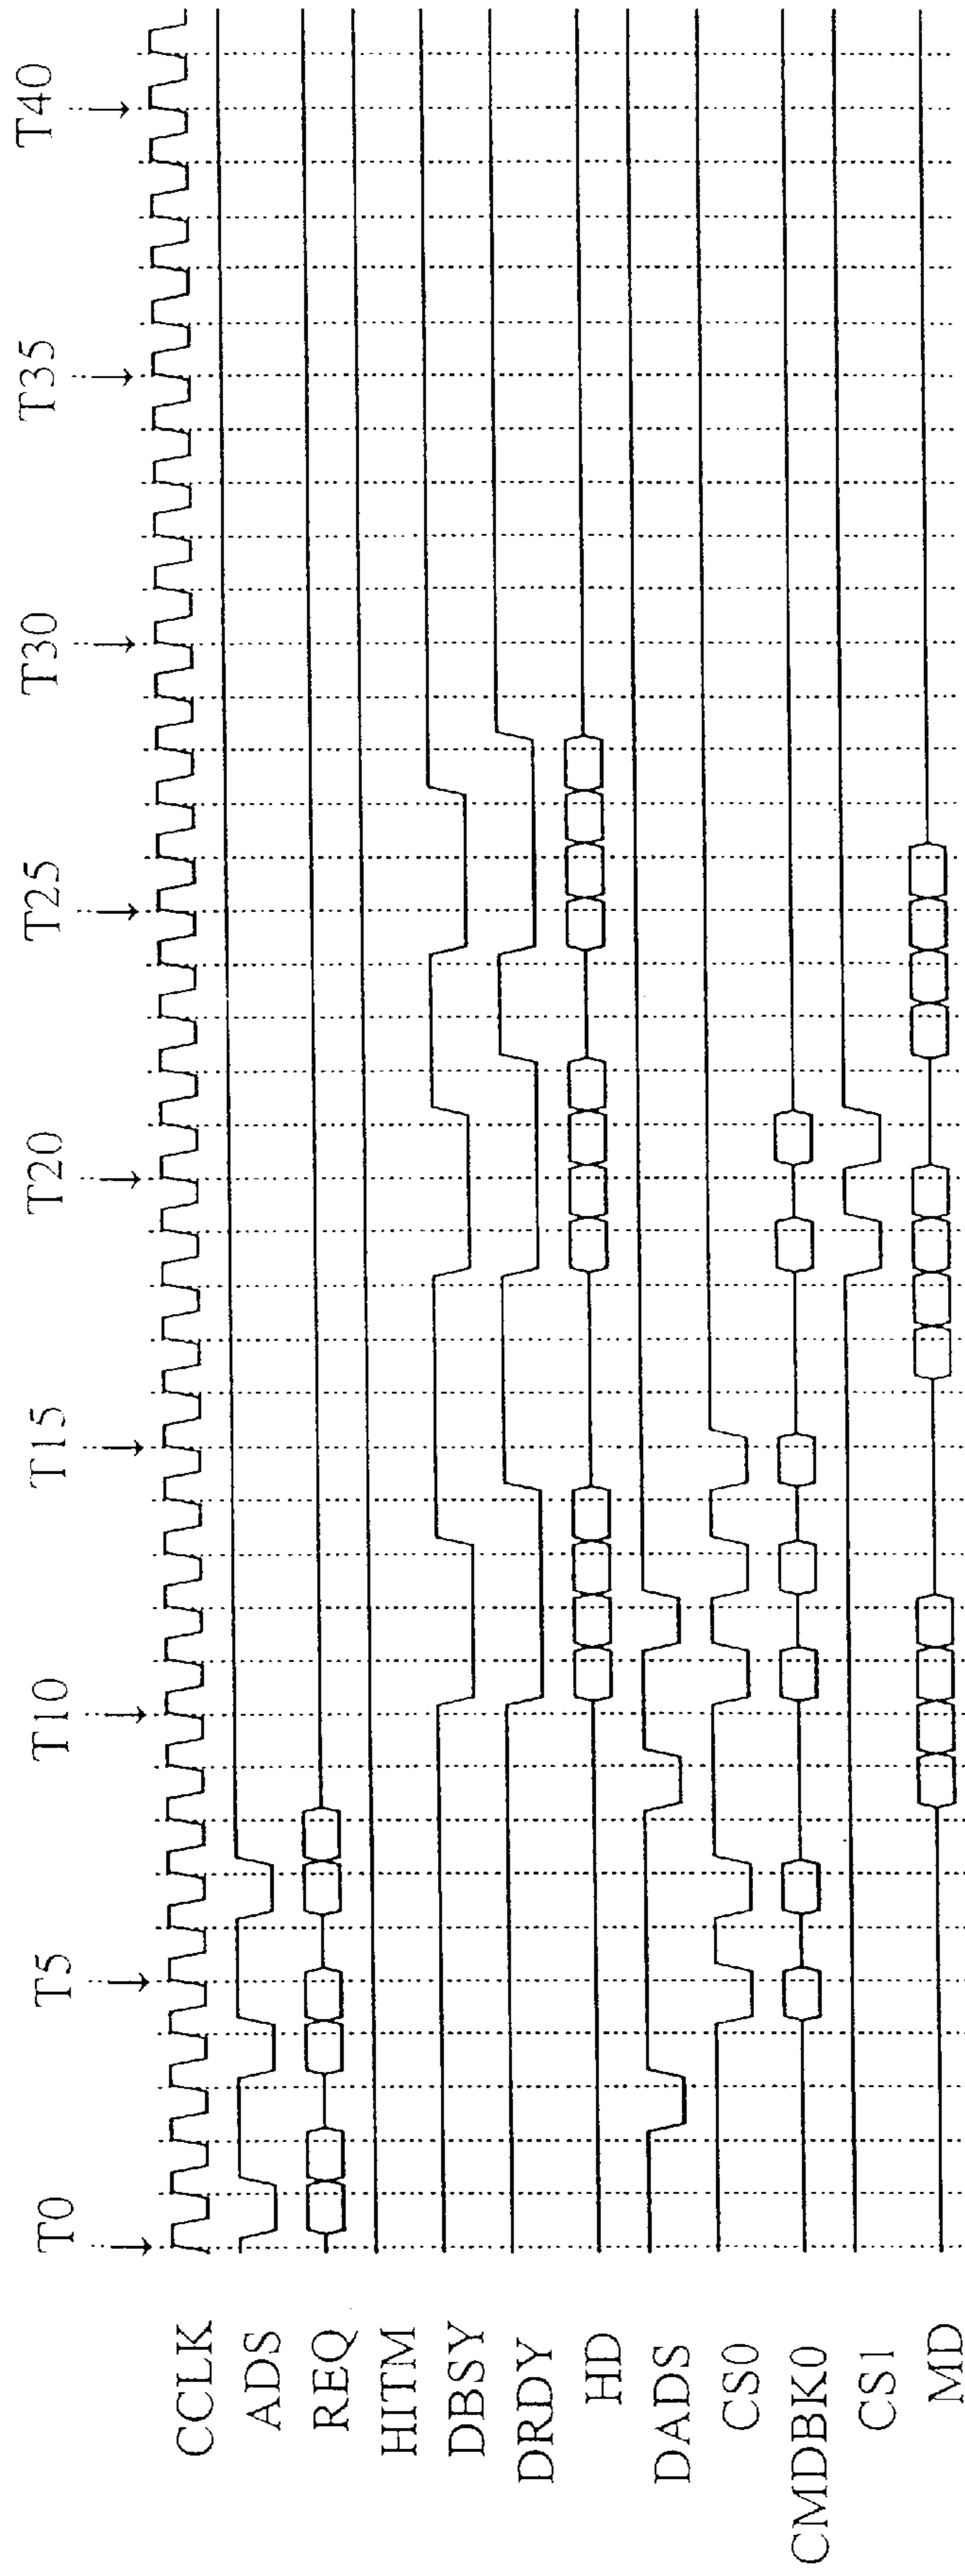 T0
T5
T10
T15
T20
T25
T30
T35
T40
CCLK
ADS
REQ
HITM
DBSY
DRDY
HD
DADS
CS0
CMDBK0
CS1
MD